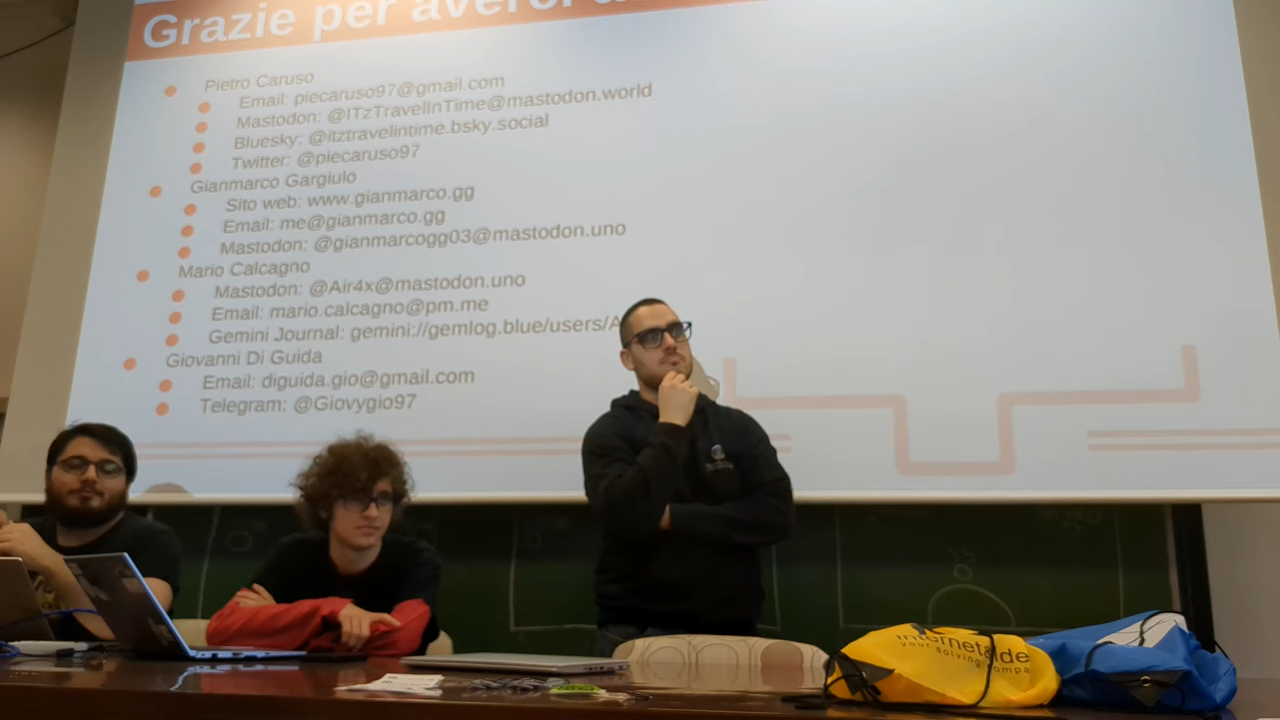 Grazie per averci
Pietro Caruso
Email: piecaruso97@gmail.com
Mastodon: @ITzTravelInTime@mastodon.world
Bluesky: @itztravelintime.bsky.social
Twitter: @piecaruso97
Gianmarco Gargiulo
Sito web: www.gianmarco.gg
Email: me@gianmarco.gg
Mastodon: @gianmarcogg03@mastodon.uno
Mario Calcagno
Mastodon: @Air4x@mastodon.uno
Email: mario.calcagno@pm.me
Gemini Journal: gemini://gemlog.blue/users/A
Giovanni Di Guida
Email: diguida.gio@gmail.com
Telegram: @Giovygio97
your solving compa